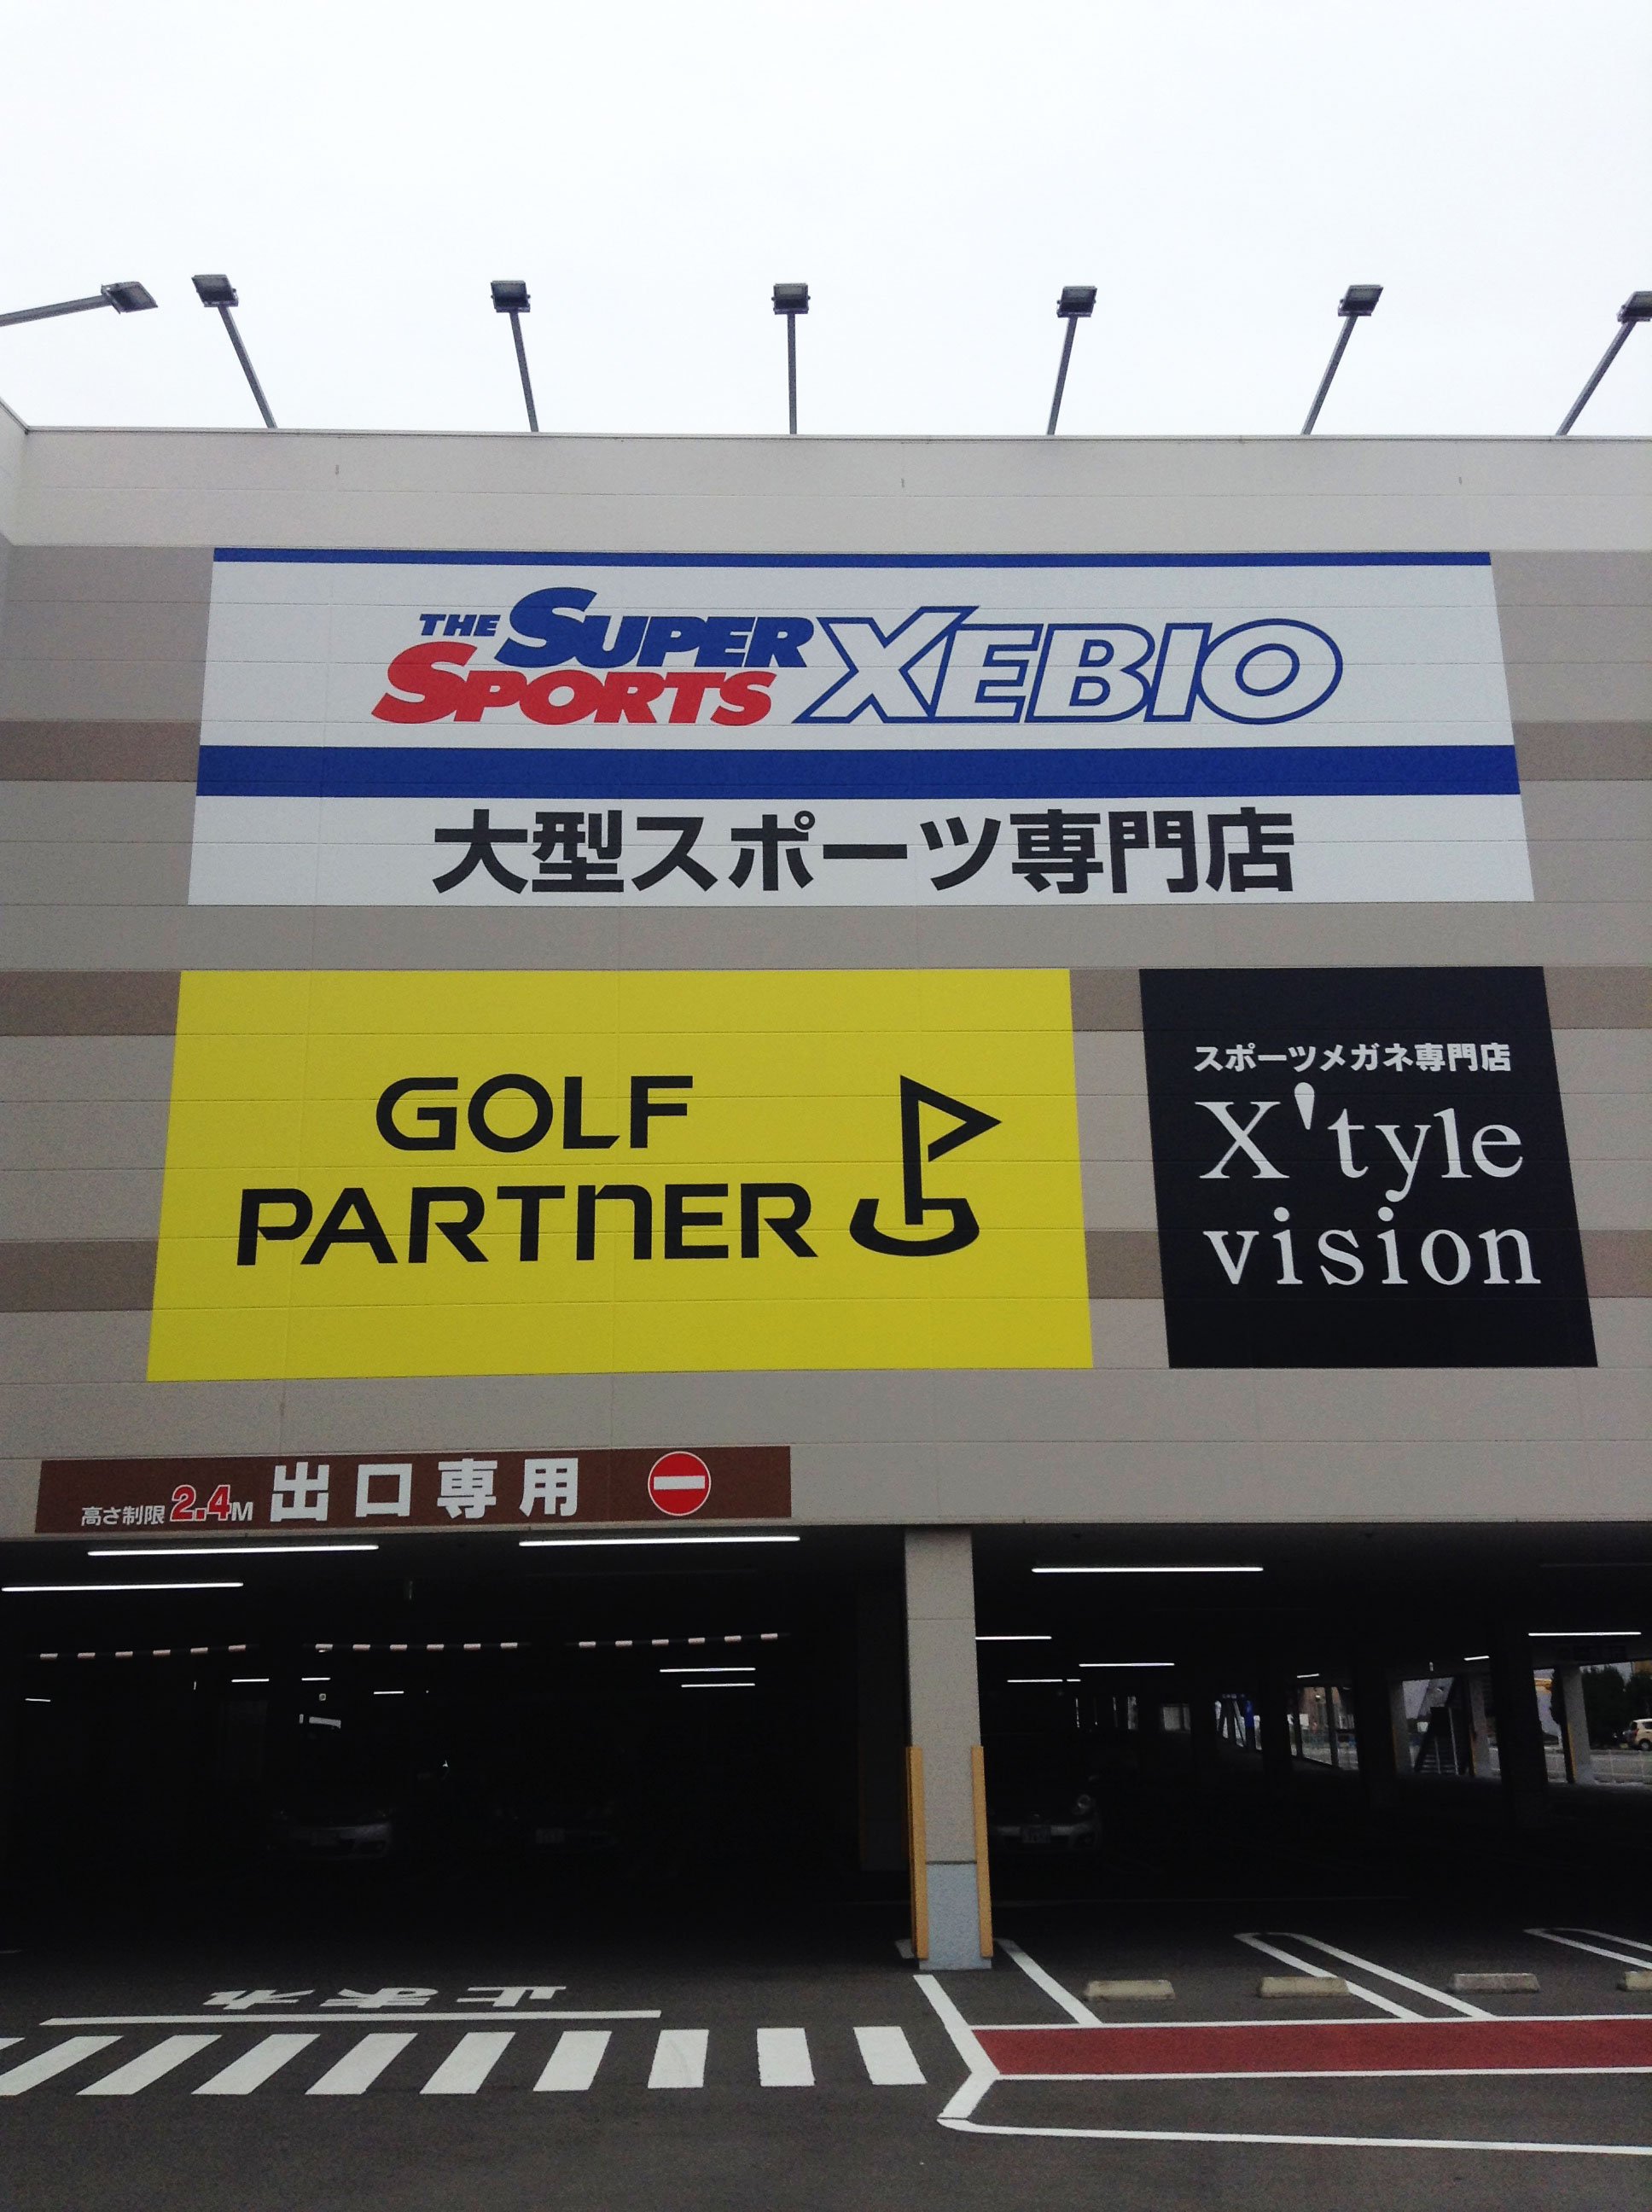 THE SUPER
SPORTS XEBIO
大型スポーツ専門店
GOLF
PARTNER
スポーツメガネ専門店
X'tyle
vision
高さ制限 2.4M 出口専用
止まれ